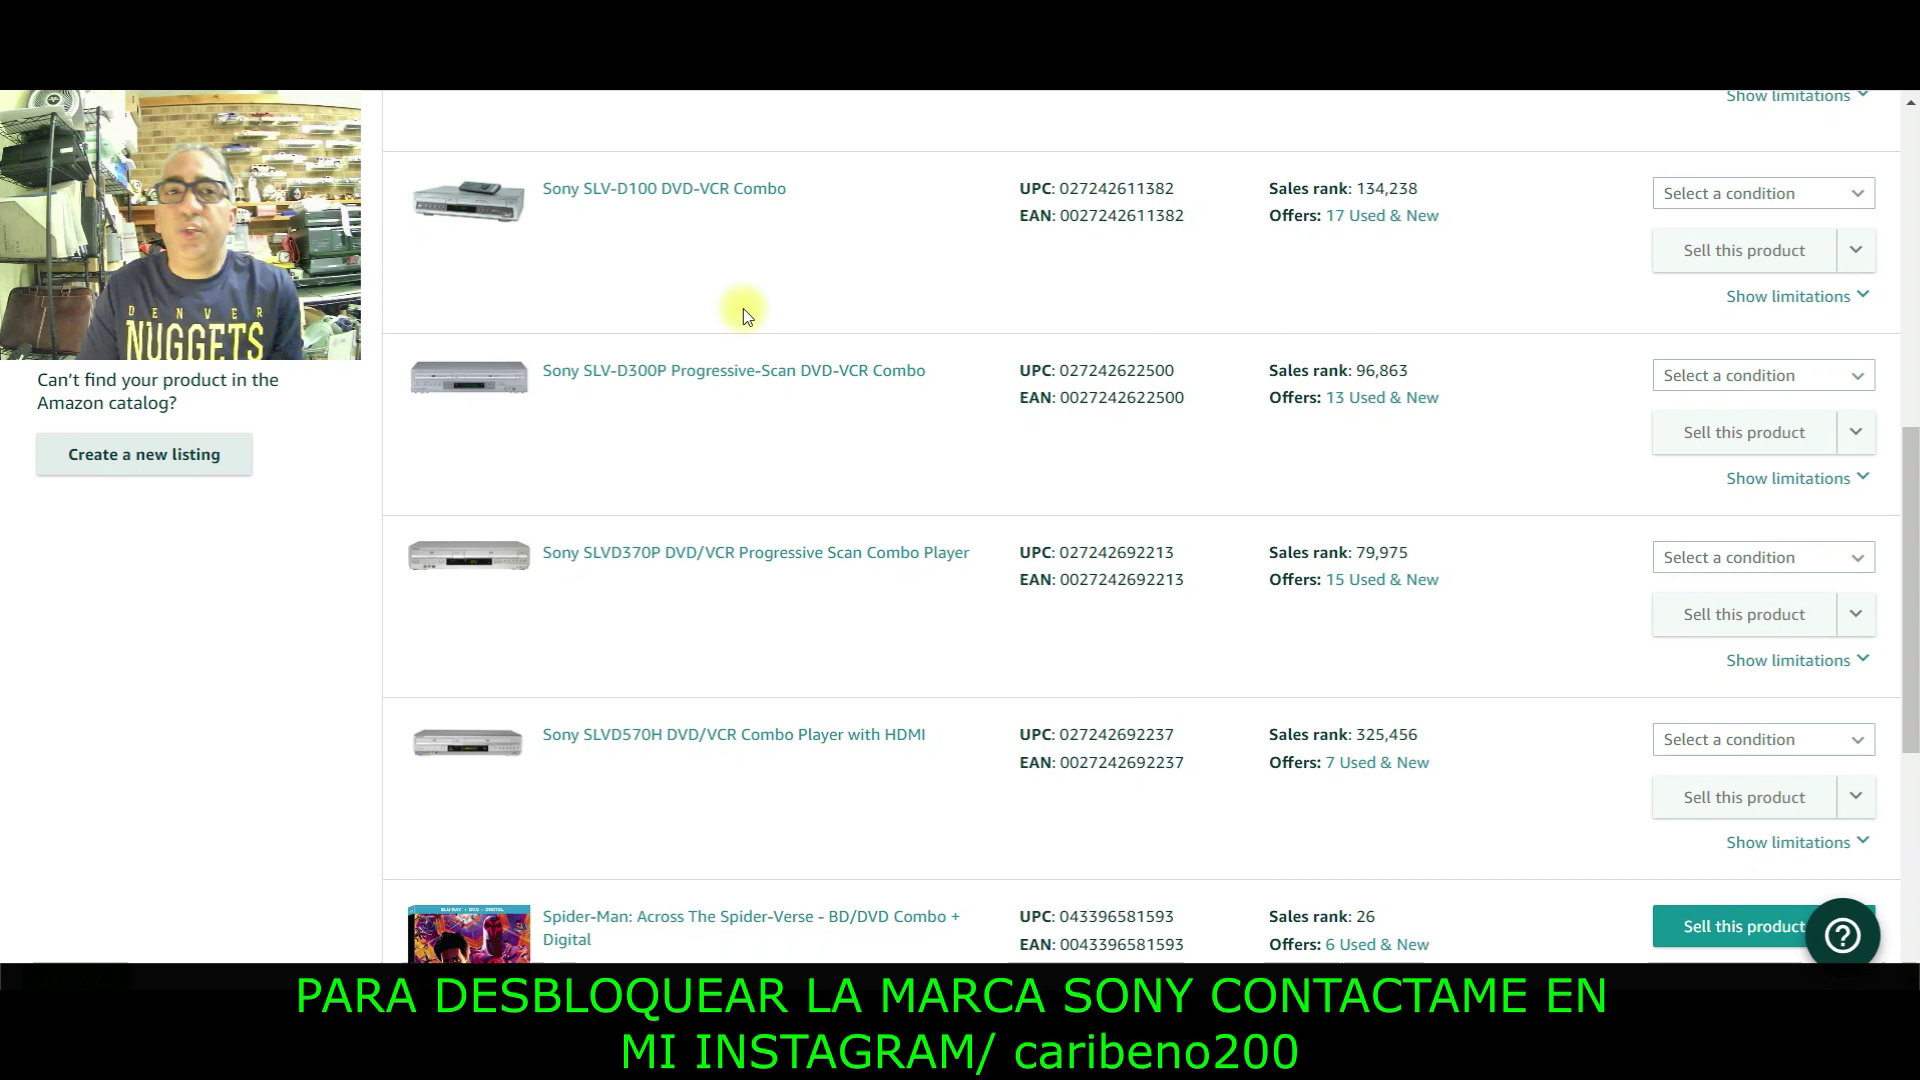 Show limitations
DENVER
NUGGETS
Can't find your product in the
Amazon catalog?
Create a new listing
Sony SLV-D100 DVD-VCR Combo
UPC: 027242611382
EAN: 0027242611382
Sales rank: 134,238
Offers: 17 Used & New
Select a condition
Sell this product
Show limitations
Sony SLV-D300P Progressive-Scan DVD-VCR Combo
UPC: 027242622500
EAN: 0027242622500
Sales rank: 96,863
Offers: 13 Used & New
Select a condition
Sell this product
Show limitations
Sony SLVD370P DVD/VCR Progressive Scan Combo Player
UPC: 027242692213
EAN: 0027242692213
Sales rank: 79,975
Offers: 15 Used & New
Select a condition
Sell this product
Show limitations
Sony SLVD570H DVD/VCR Combo Player with HDMI
UPC: 027242692237
EAN: 0027242692237
Sales rank: 325,456
Offers: 7 Used & New
Select a condition
Sell this product
Show limitations
BLU-RAY + DVD + DIGITAL
Spider-Man: Across The Spider-Verse - BD/DVD Combo +
Digital
UPC: 043396581593
EAN: 0043396581593
Sales rank: 26
Offers: 6 Used & New
Sell this product
?
PARA DESBLOQUEAR LA MARCA SONY CONTACTAME EN
MI INSTAGRAM/ caribeno200